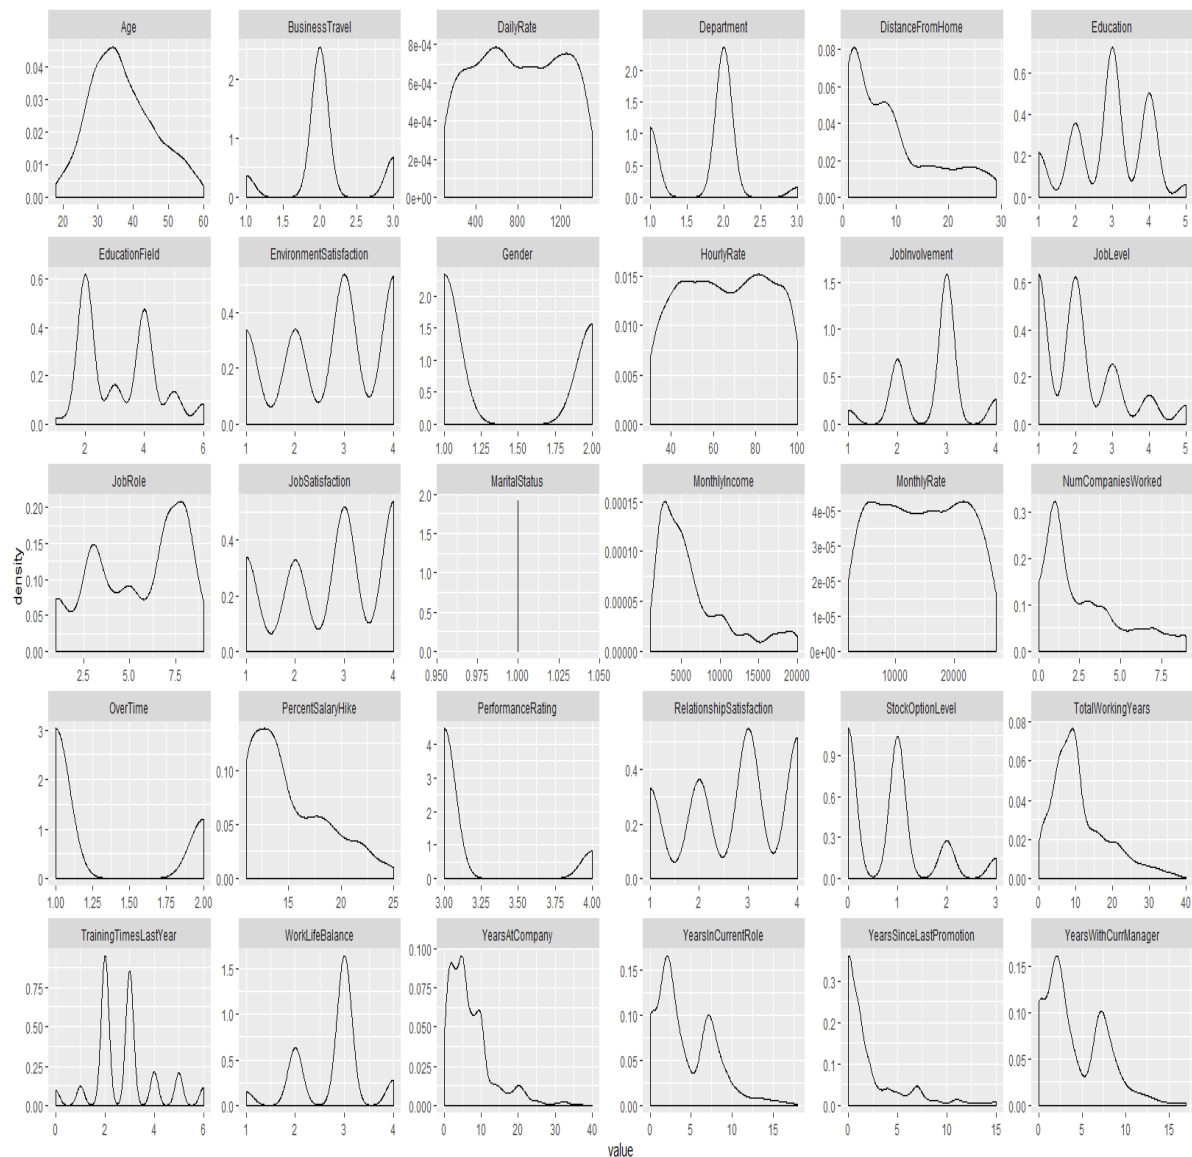 Age BusinessTravel DailyRate Department DistanceFromHome Education
0.04 0.03 0.02 0.01 0.00
2 1 0
8e-04 6e-04 4e-04 2e-04 0e+00
2.0 1.5 1.0 0.5 0.0
0.08 0.06 0.04 0.02 0.00
0.6 0.4 0.2 0.0
20 30 40 50 60
1.0 1.5 2.0 2.5 3.0
400 800 1200
1.0 1.5 2.0 2.5 3.0
0 10 20 30
1 2 3 4 5
EducationField EnvironmentSatisfaction Gender HourlyRate JobInvolvement JobLevel
0.6 0.4 0.2 0.0
0.4 0.2 0.0
2.0 1.5 1.0 0.5 0.0
0.015 0.010 0.005 0.000
1.5 1.0 0.5 0.0
0.6 0.4 0.2 0.0
2 4 6
1 2 3 4
1.00 1.25 1.50 1.75 2.00
40 60 80 100
1 2 3 4
1 2 3 4 5
JobRole JobSatisfaction MaritalStatus MonthlyIncome MonthlyRate NumCompaniesWorked
0.20 0.15 0.10 0.05 0.00
0.4 0.2 0.0
2.0 1.5 1.0 0.5 0.0
0.00015 0.00010 0.00005 0.00000
4e-05 3e-05 2e-05 1e-05 0e+00
0.3 0.2 0.1 0.0
2.5 5.0 7.5
1 2 3 4
0.950 0.975 1.000 1.025 1.050
5000 10000 15000 20000
10000 20000
0.0 2.5 5.0 7.5
density
OverTime PercentSalaryHike PerformanceRating RelationshipSatisfaction StockOptionLevel TotalWorkingYears
3 2 1 0
0.10 0.05 0.00
4 3 2 1 0
0.4 0.2 0.0
0.9 0.6 0.3 0.0
0.08 0.06 0.04 0.02 0.00
1.00 1.25 1.50 1.75 2.00
15 20 25
3.00 3.25 3.50 3.75 4.00
1 2 3 4
0 1 2 3
0 10 20 30 40
TrainingTimesLastYear WorkLifeBalance YearsAtCompany YearsInCurrentRole YearsSinceLastPromotion YearsWithCurrManager
0.75 0.50 0.25 0.00
1.5 1.0 0.5 0.0
0.100 0.075 0.050 0.025 0.000
0.15 0.10 0.05 0.00
0.3 0.2 0.1 0.0
0.15 0.10 0.05 0.00
0 2 4 6
1 2 3 4
0 10 20 30 40
0 5 10 15
0 5 10 15
0 5 10 15
value